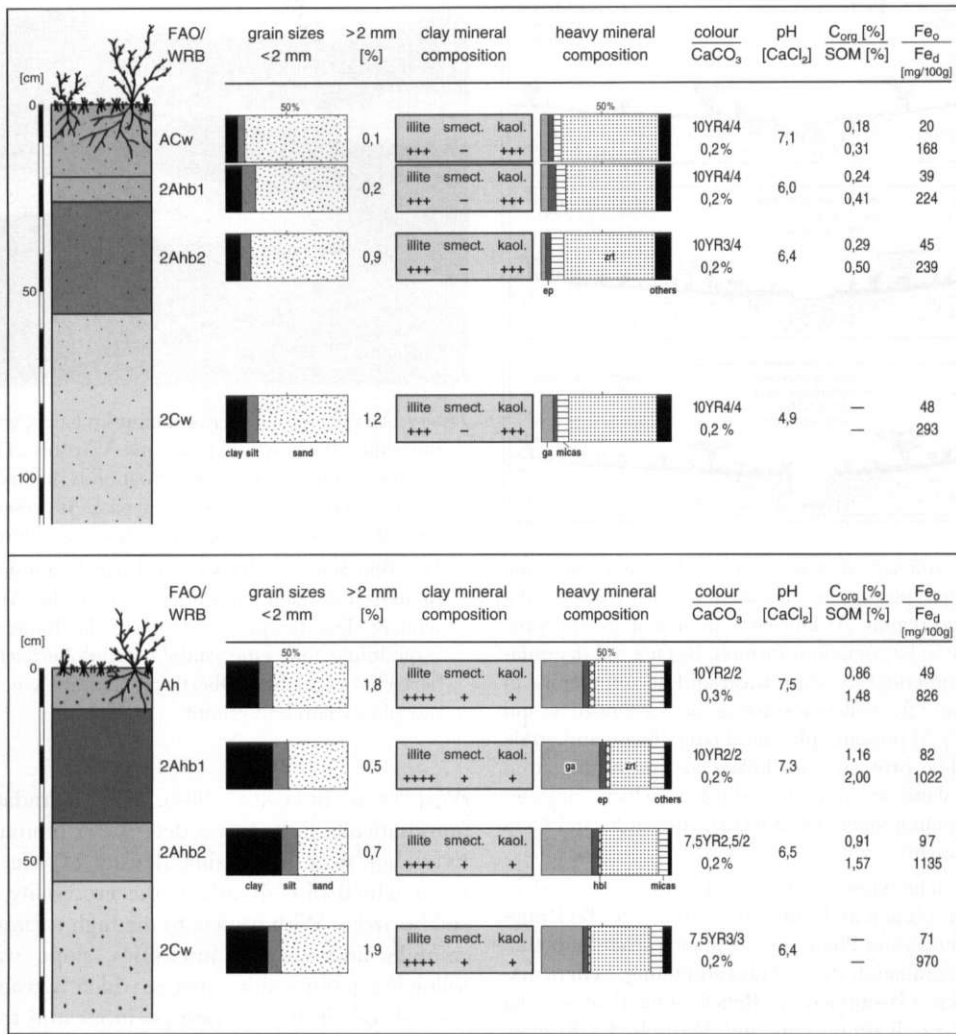 FAO/ grain sizes >2 mm clay mineral heavy mineral colour pH C_org [%] Fe_o
WRB <2 mm [%] composition composition CaCO₃ [CaCl₂] SOM [%] Fe_d
[cm] [mg/100g]
0 50% 50%
ACw 0,1 illite smect. kaol. 10YR4/4 7,1 0,18 20
+++ – +++ 0,2% 0,31 168
2Ahb1 0,2 illite smect. kaol. 10YR4/4 6,0 0,24 39
+++ – +++ 0,2% 0,41 224
2Ahb2 0,9 illite smect. kaol. zrt 10YR3/4 6,4 0,29 45
+++ – +++ 0,2% 0,50 239
50 ep others
2Cw 1,2 illite smect. kaol. 10YR4/4 4,9 — 48
+++ – +++ 0,2% — 293
clay silt sand ga micas
100
FAO/ grain sizes >2 mm clay mineral heavy mineral colour pH C_org [%] Fe_o
WRB <2 mm [%] composition composition CaCO₃ [CaCl₂] SOM [%] Fe_d
[cm] [mg/100g]
0 50% 50%
Ah 1,8 illite smect. kaol. 10YR2/2 7,5 0,86 49
++++ + + 0,3% 1,48 826
2Ahb1 0,5 illite smect. kaol. ga zrt 10YR2/2 7,3 1,16 82
++++ + + 0,2% 2,00 1022
ep others
50 2Ahb2 0,7 illite smect. kaol. 7,5YR2,5/2 6,5 0,91 97
++++ + + 0,2% 1,57 1135
clay silt sand hbl micas
2Cw 1,9 illite smect. kaol. 7,5YR3/3 6,4 — 71
++++ + + 0,2% — 970